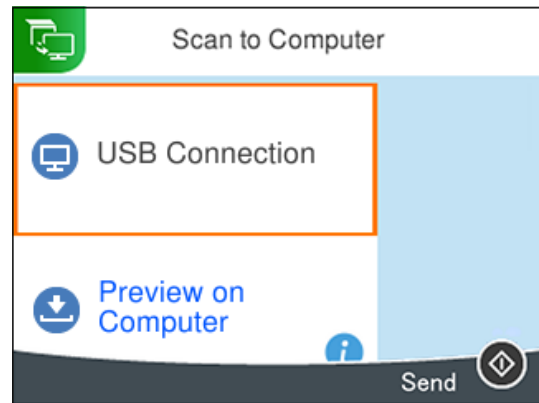 Scan to Computer
USB Connection
Preview on
Computer
i
Send